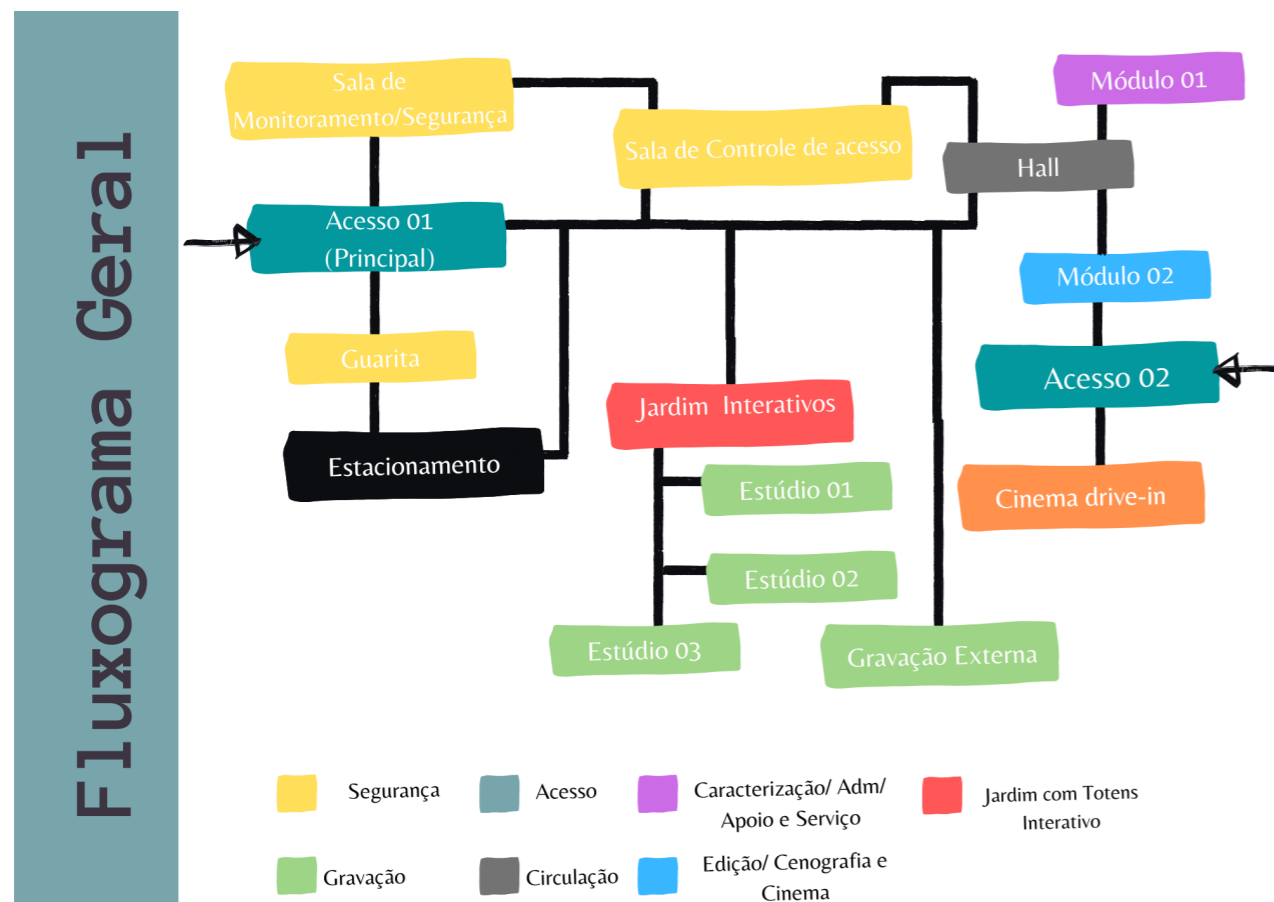 Fluxograma Geral
Sala de
Monitoramento/Segurança
Sala de Controle de acesso
Módulo 01
Hall
Acesso 01
(Principal)
Módulo 02
Guarita
Acesso 02
Jardim Interativos
Estacionamento
Estúdio 01
Cinema drive-in
Estúdio 02
Estúdio 03
Gravação Externa
Segurança
Acesso
Caracterização/ Adm/
Apoio e Serviço
Jardim com Totens
Interativo
Gravação
Circulação
Edição/ Cenografia e
Cinema